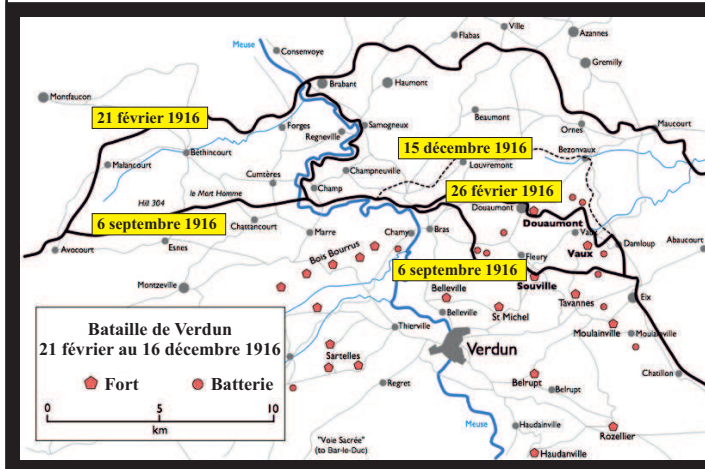 Ville
Flabas
Azannes
Meuse
Consenvoye
Gremilly
Brabant
Haumont
Montfaucon
21 février 1916
Beaumont
Maucourt
Forges
Samogneux
Ornes
Regneville
15 décembre 1916
Béthincourt
Bezonvaux
Malancourt
Louvremont
Champneuville
Cumières
26 février 1916
Champ
le Mort Homme
Hill 304
Douaumont
6 septembre 1916
Chattancourt
Douaumont
Marre
Chamy
Bras
Vaux
Damloup
Esnes
Avocourt
Abaucourt
Bois Bourrus
Vaux
Fleury
6 septembre 1916
Souville
Montzeville
Belleville
Tavannes
Eix
Bataille de Verdun
21 février au 16 décembre 1916
Belleville
St Michel
Thierville
Moulainville
Moulainville
Sartelles
Verdun
Fort
Batterie
Chatillon
Regret
Belrupt
Belrupt
0 5 10
km
Meuse
Haudainville
Rozellier
"Voie Sacrée"
(to Bar-le-Duc)
Haudanville